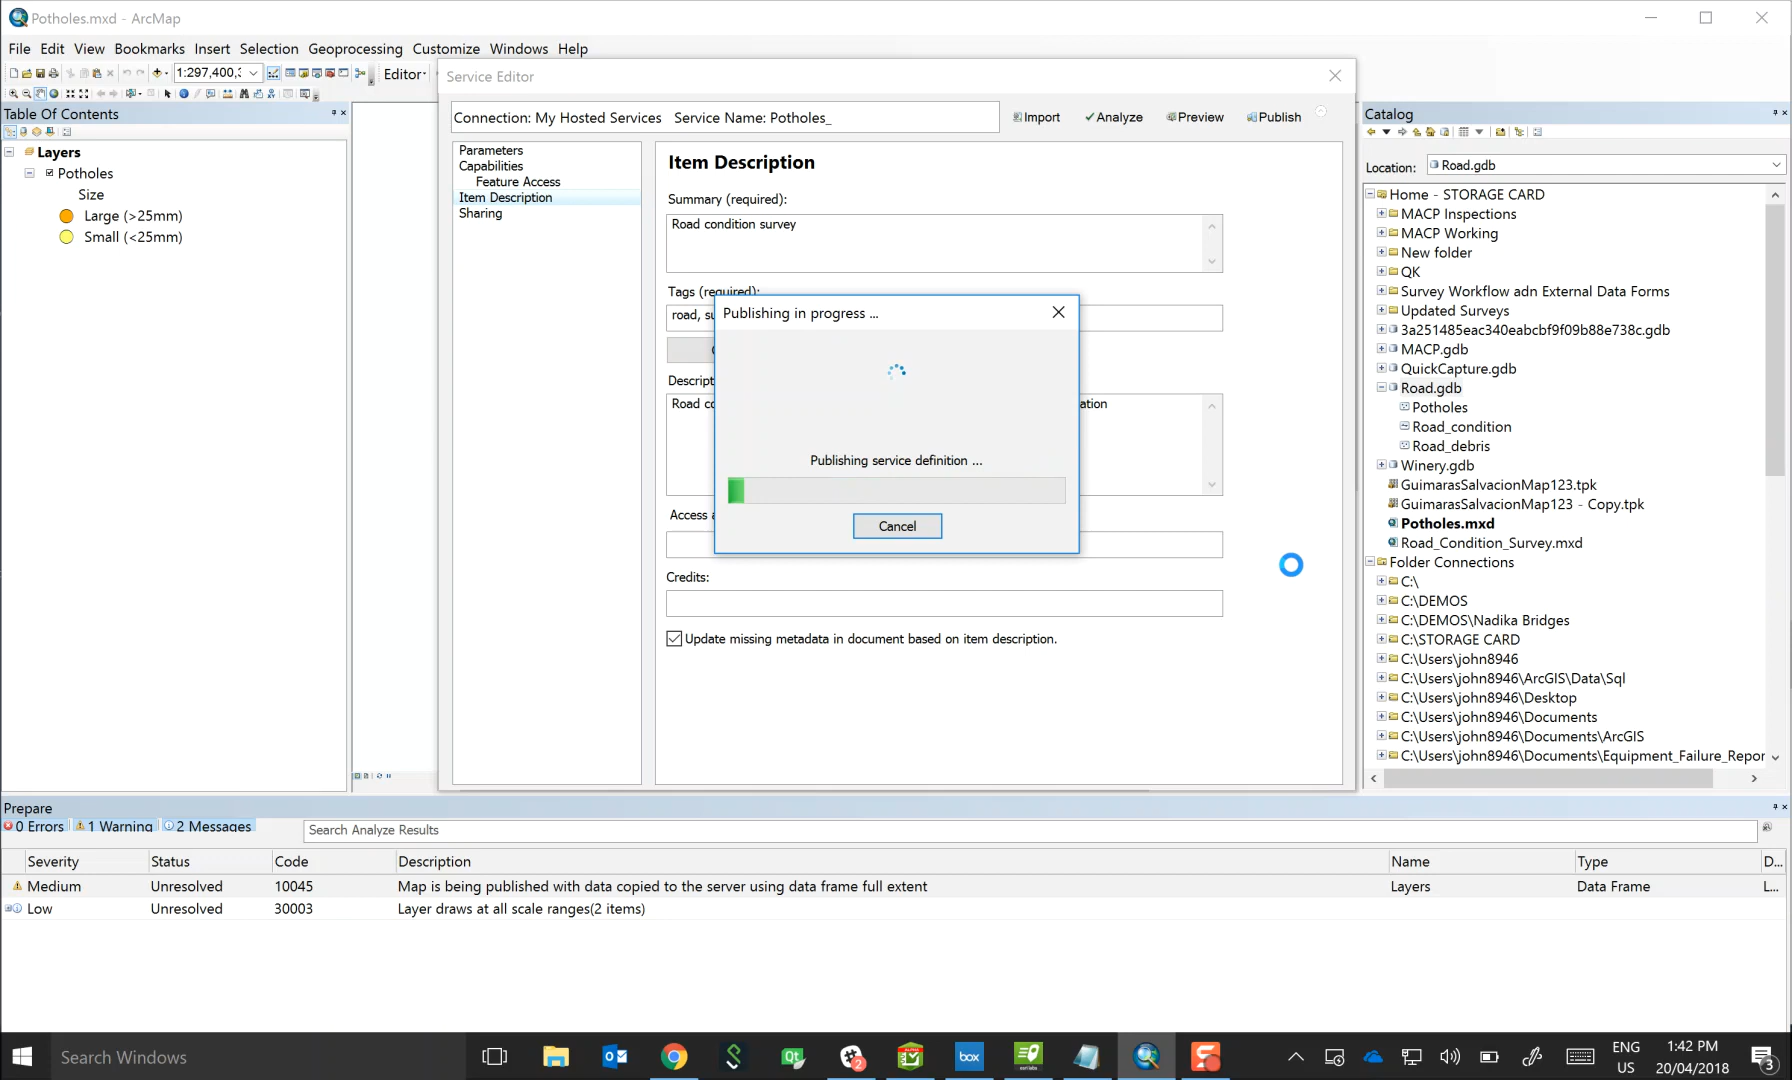 Potholes.mxd - ArcMap
File Edit View Bookmarks Insert Selection Geoprocessing Customize Windows Help
1:297,400,
Editor
Table Of Contents
Layers
Potholes
Size
Large (>25mm)
Small (<25mm)
Service Editor
Connection: My Hosted Services Service Name: Potholes_
Import Analyze Preview Publish
Parameters
Capabilities
Feature Access
Item Description
Sharing
Item Description
Summary (required):
Road condition survey
Tags (required):
road, su
Descript
Road co
ation
Access a
Credits:
Update missing metadata in document based on item description.
Publishing in progress ...
Publishing service definition ...
Cancel
Catalog
Location: Road.gdb
Home - STORAGE CARD
MACP Inspections
MACP Working
New folder
QK
Survey Workflow adn External Data Forms
Updated Surveys
3a251485eac340eabcbf9f09b88e738c.gdb
MACP.gdb
QuickCapture.gdb
Road.gdb
Potholes
Road_condition
Road_debris
Winery.gdb
GuimarasSalvacionMap123.tpk
GuimarasSalvacionMap123 - Copy.tpk
Potholes.mxd
Road_Condition_Survey.mxd
Folder Connections
C:\
C:\DEMOS
C:\DEMOS\Nadika Bridges
C:\STORAGE CARD
C:\Users\john8946
C:\Users\john8946\ArcGIS\Data\Sql
C:\Users\john8946\Desktop
C:\Users\john8946\Documents
C:\Users\john8946\Documents\ArcGIS
C:\Users\john8946\Documents\Equipment_Failure_Repor
Prepare
0 Errors 1 Warning 2 Messages
Search Analyze Results
Severity Status Code Description Name Type D...
Medium Unresolved 10045 Map is being published with data copied to the server using data frame full extent Layers Data Frame L...
Low Unresolved 30003 Layer draws at all scale ranges(2 items)
Search Windows
Qt
2
box
ENG
US
1:42 PM
20/04/2018
3